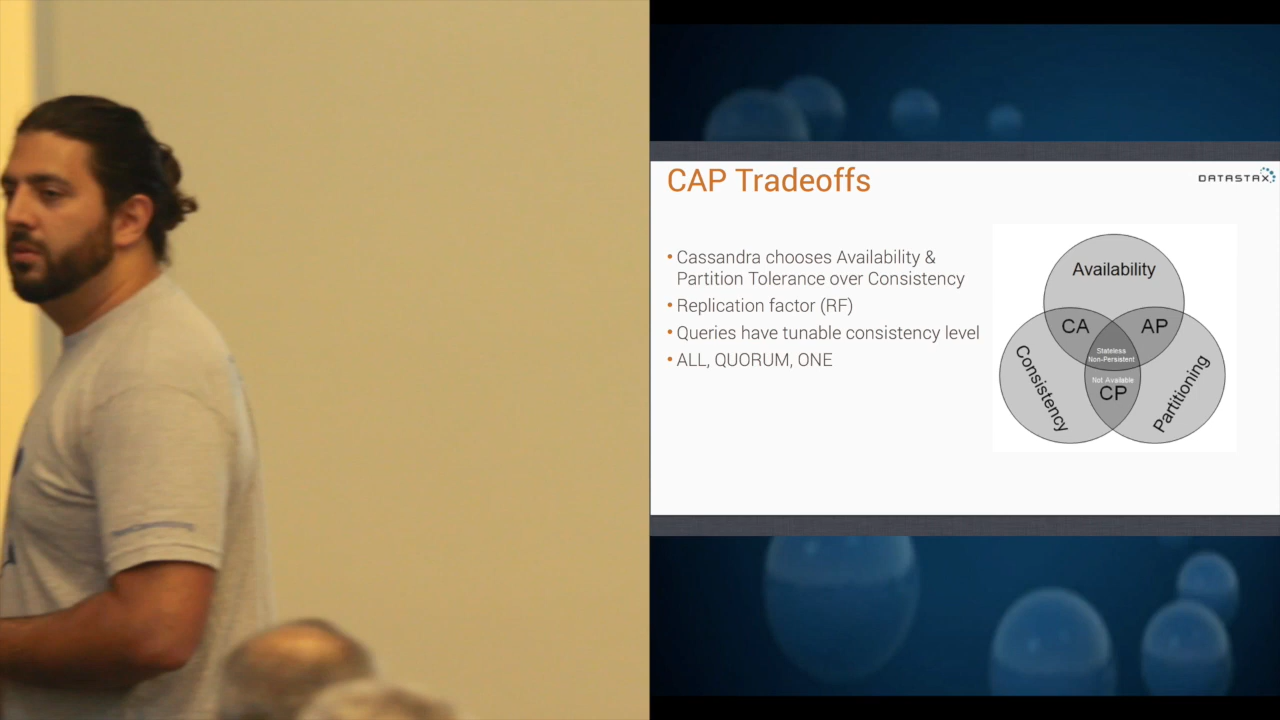 CAP Tradeoffs
DATASTAX
• Cassandra chooses Availability &
Partition Tolerance over Consistency
• Replication factor (RF)
• Queries have tunable consistency level
• ALL, QUORUM, ONE
Availability
CA
AP
Stateless
Non-Persistent
Not Available
CP
Consistency
Partitioning